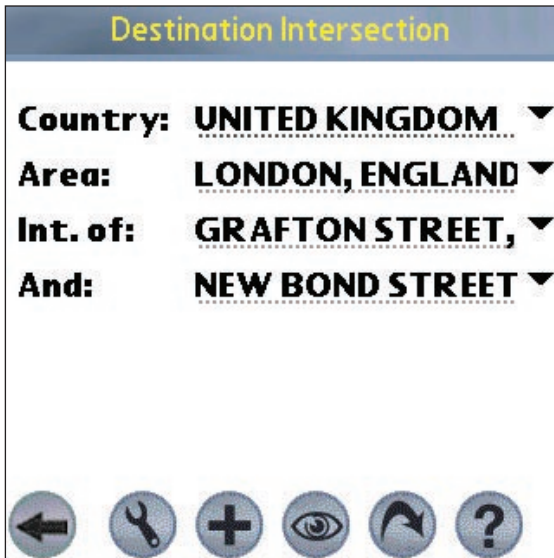 Destination Intersection
Country: UNITED KINGDOM
Area: LONDON, ENGLAND
Int. of: GRAFTON STREET,
And: NEW BOND STREET
?